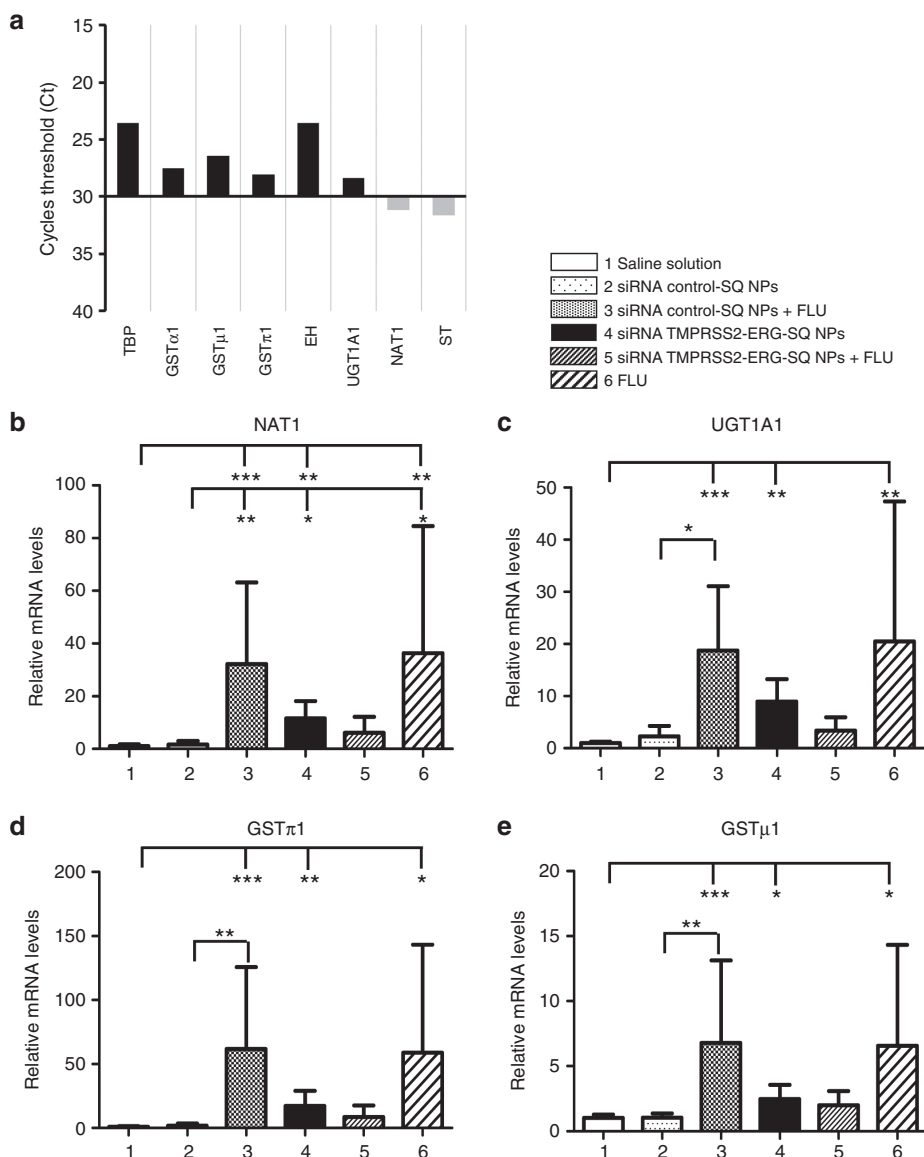 a
Cycles threshold (Ct)
15
20
25
30
35
40
TBP
GSTα1
GSTμ1
GSTπ1
EH
UGT1A1
NAT1
ST
1 Saline solution
2 siRNA control-SQ NPs
3 siRNA control-SQ NPs + FLU
4 siRNA TMPRSS2-ERG-SQ NPs
5 siRNA TMPRSS2-ERG-SQ NPs + FLU
6 FLU
b
NAT1
Relative mRNA levels
100
80
60
40
20
0
*** ** **
** * *
1 2 3 4 5 6
c
UGT1A1
Relative mRNA levels
50
40
30
20
10
0
*** ** **
*
1 2 3 4 5 6
d
GSTπ1
Relative mRNA levels
200
150
100
50
0
*** ** *
**
1 2 3 4 5 6
e
GSTμ1
Relative mRNA levels
20
15
10
5
0
*** * *
**
1 2 3 4 5 6